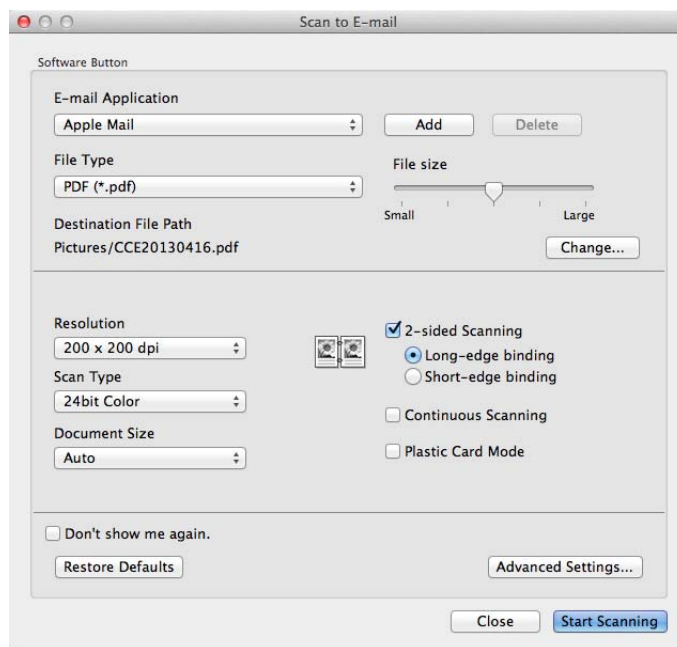 Scan to E-mail
Software Button
E-mail Application
Apple Mail
Add
Delete
File Type
File size
PDF (*.pdf)
Small
Large
Destination File Path
Pictures/CCE20130416.pdf
Change...
Resolution
2-sided Scanning
200 x 200 dpi
Long-edge binding
Scan Type
Short-edge binding
24bit Color
Continuous Scanning
Document Size
Auto
Plastic Card Mode
Don't show me again.
Restore Defaults
Advanced Settings...
Close
Start Scanning